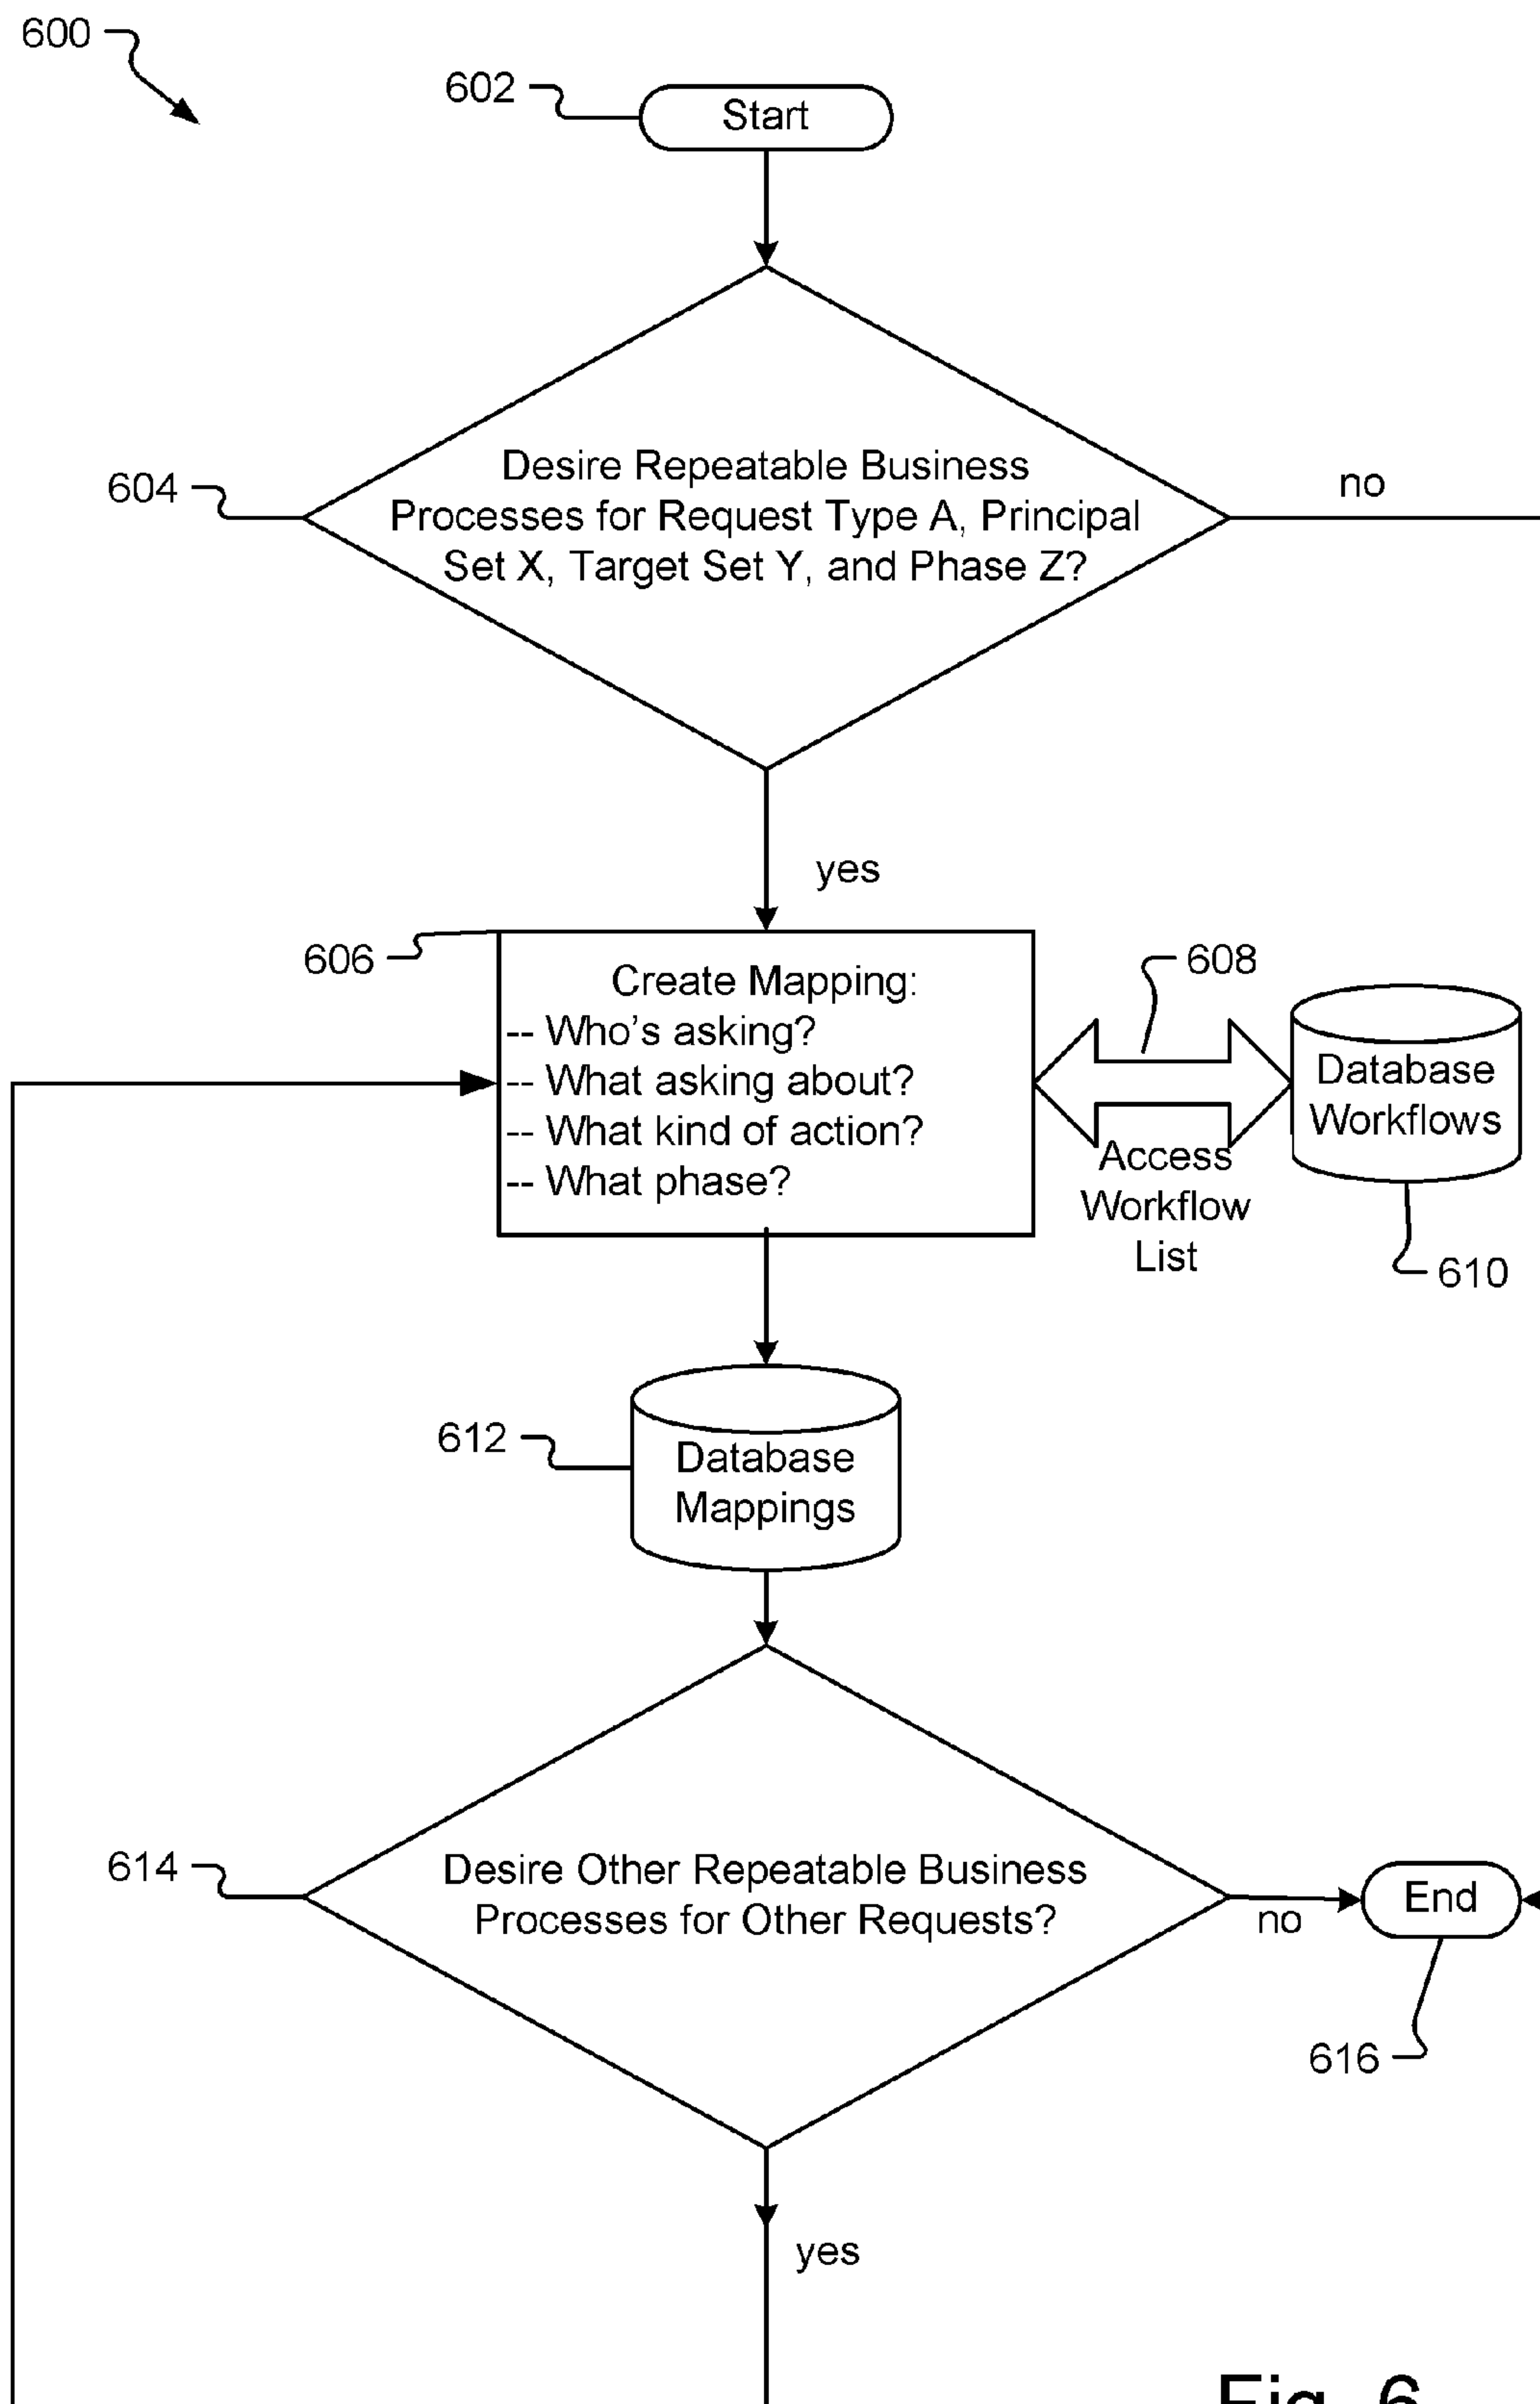 600
602
Start
604
Desire Repeatable Business
Processes for Request Type A, Principal
Set X, Target Set Y, and Phase Z?
no
yes
606
Create Mapping:
-- Who's asking?
-- What asking about?
-- What kind of action?
-- What phase?
608
Access
Workflow
List
Database
Workflows
610
612
Database
Mappings
614
Desire Other Repeatable Business
Processes for Other Requests?
no
End
616
yes
Fig. 6